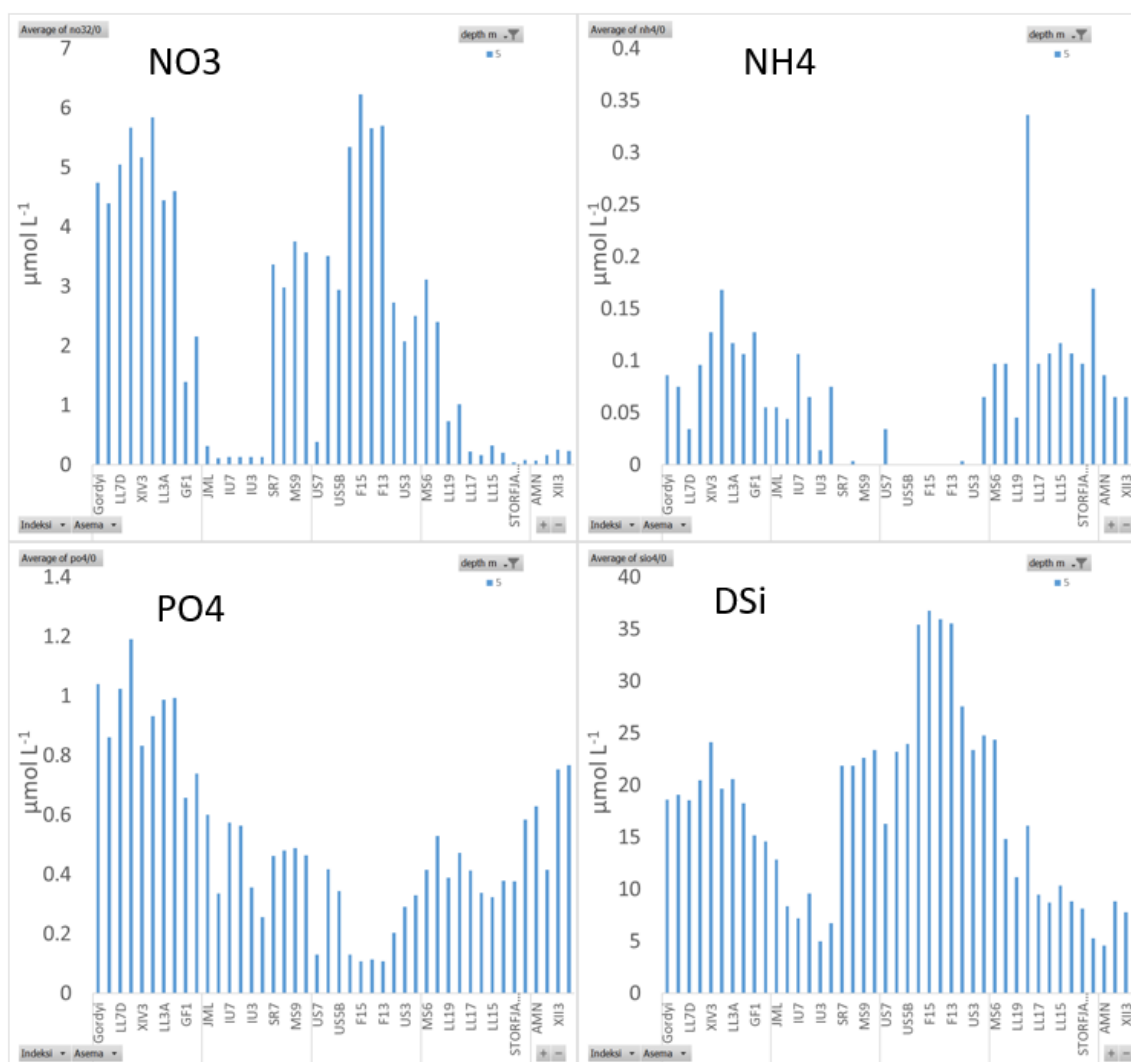 Average of no32/0
depth m
5
NO3
7
6
5
4
3
2
1
0
µmol L-1
Gordyi
LL7D
XIV3
LL3A
GF1
JML
IU7
IU3
SR7
MS9
US7
US5B
F15
F13
US3
MS6
LL19
LL17
LL15
STORFJA...
AMN
XII3
Indeksi
Asema
+ −
Average of nh4/0
depth m
5
NH4
0.4
0.35
0.3
0.25
0.2
0.15
0.1
0.05
0
µmol L-1
Gordyi
LL7D
XIV3
LL3A
GF1
JML
IU7
IU3
SR7
MS9
US7
US5B
F15
F13
US3
MS6
LL19
LL17
LL15
STORFJA...
AMN
XII3
Indeksi
Asema
+ −
Average of po4/0
depth m
5
PO4
1.4
1.2
1
0.8
0.6
0.4
0.2
0
µmol L-1
Gordyi
LL7D
XIV3
LL3A
GF1
JML
IU7
IU3
SR7
MS9
US7
US5B
F15
F13
US3
MS6
LL19
LL17
LL15
STORFJA...
AMN
XII3
Indeksi
Asema
+ −
Average of sio4/0
depth m
5
DSi
40
35
30
25
20
15
10
5
0
µmol L-1
Gordyi
LL7D
XIV3
LL3A
GF1
JML
IU7
IU3
SR7
MS9
US7
US5B
F15
F13
US3
MS6
LL19
LL17
LL15
STORFJA...
AMN
XII3
Indeksi
Asema
+ −